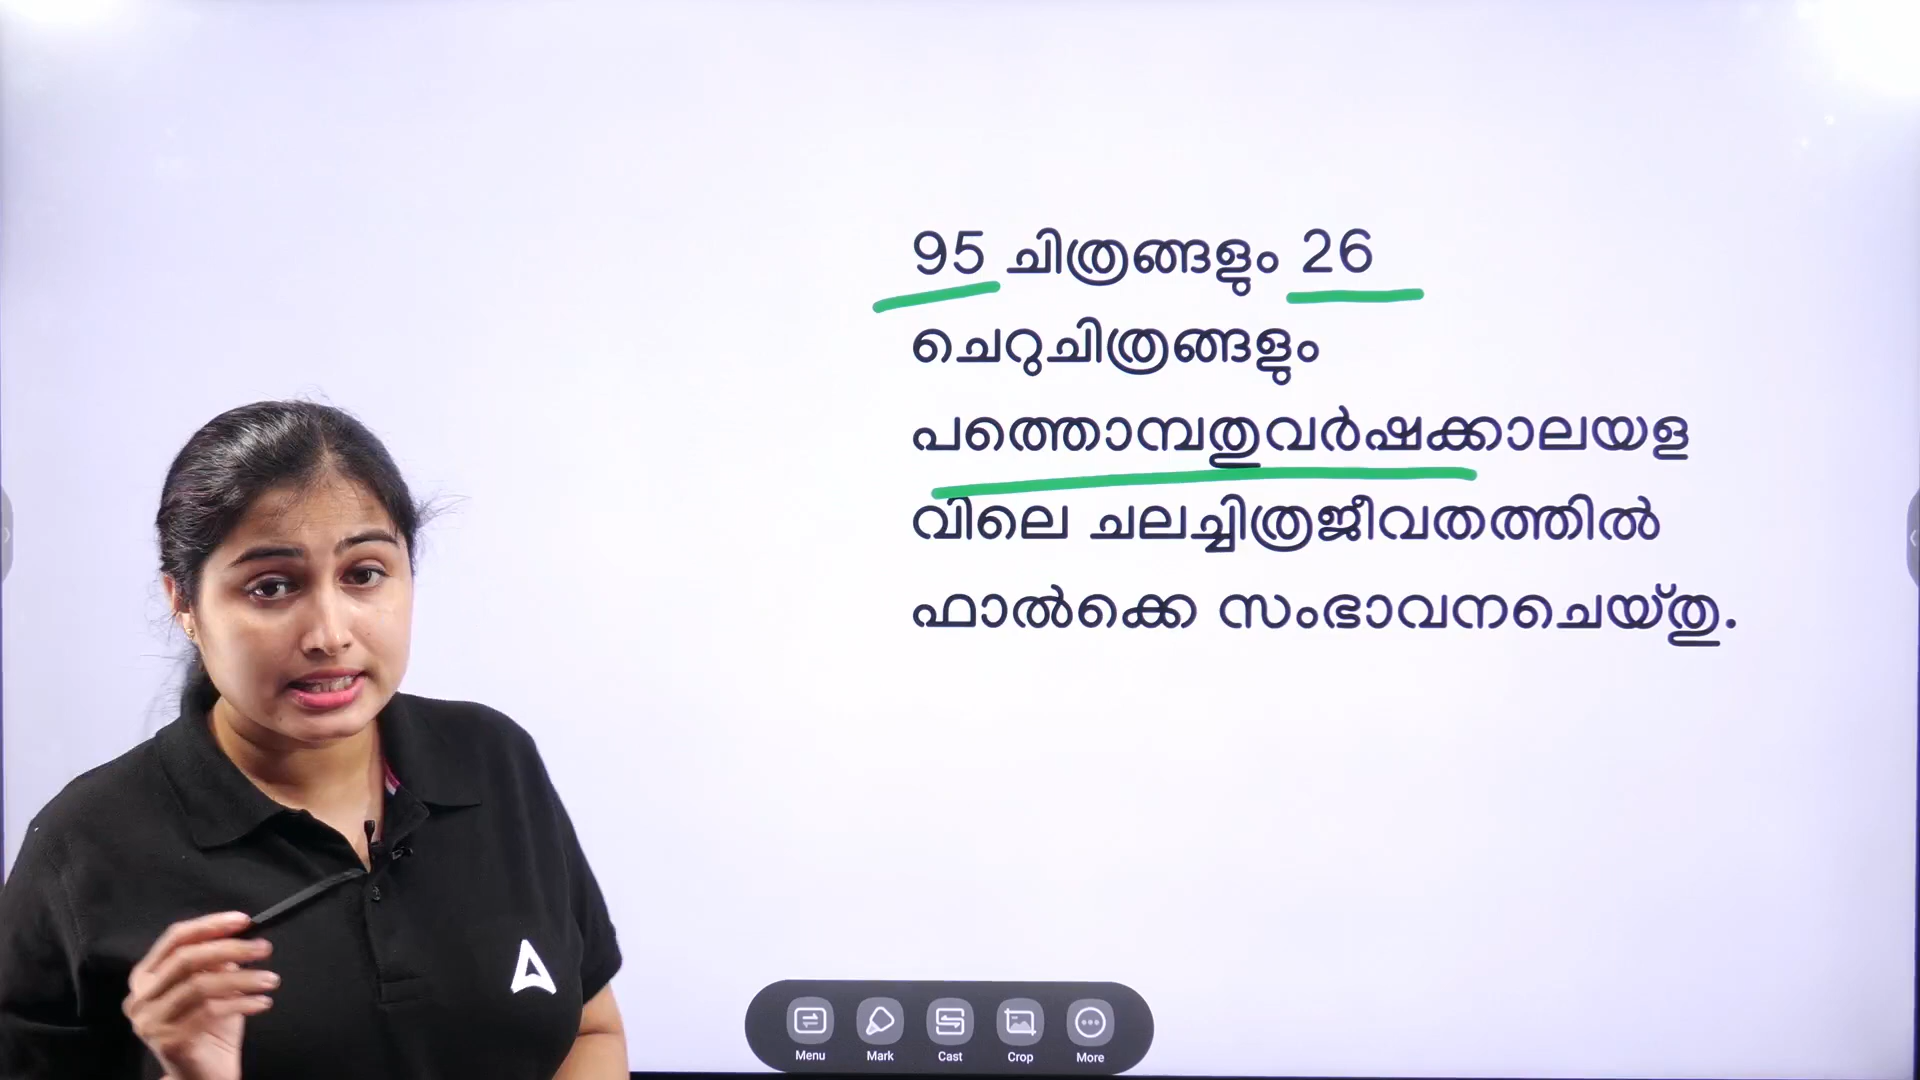 95 ചിത്രങ്ങളും 26
ചെറുചിത്രങ്ങളും
പത്തൊമ്പതുവർഷക്കാലയള
വിലെ ചലച്ചിത്രജീവതത്തിൽ
ഫാൽക്കെ സംഭാവനചെയ്തു.
Menu Mark Cast Crop More